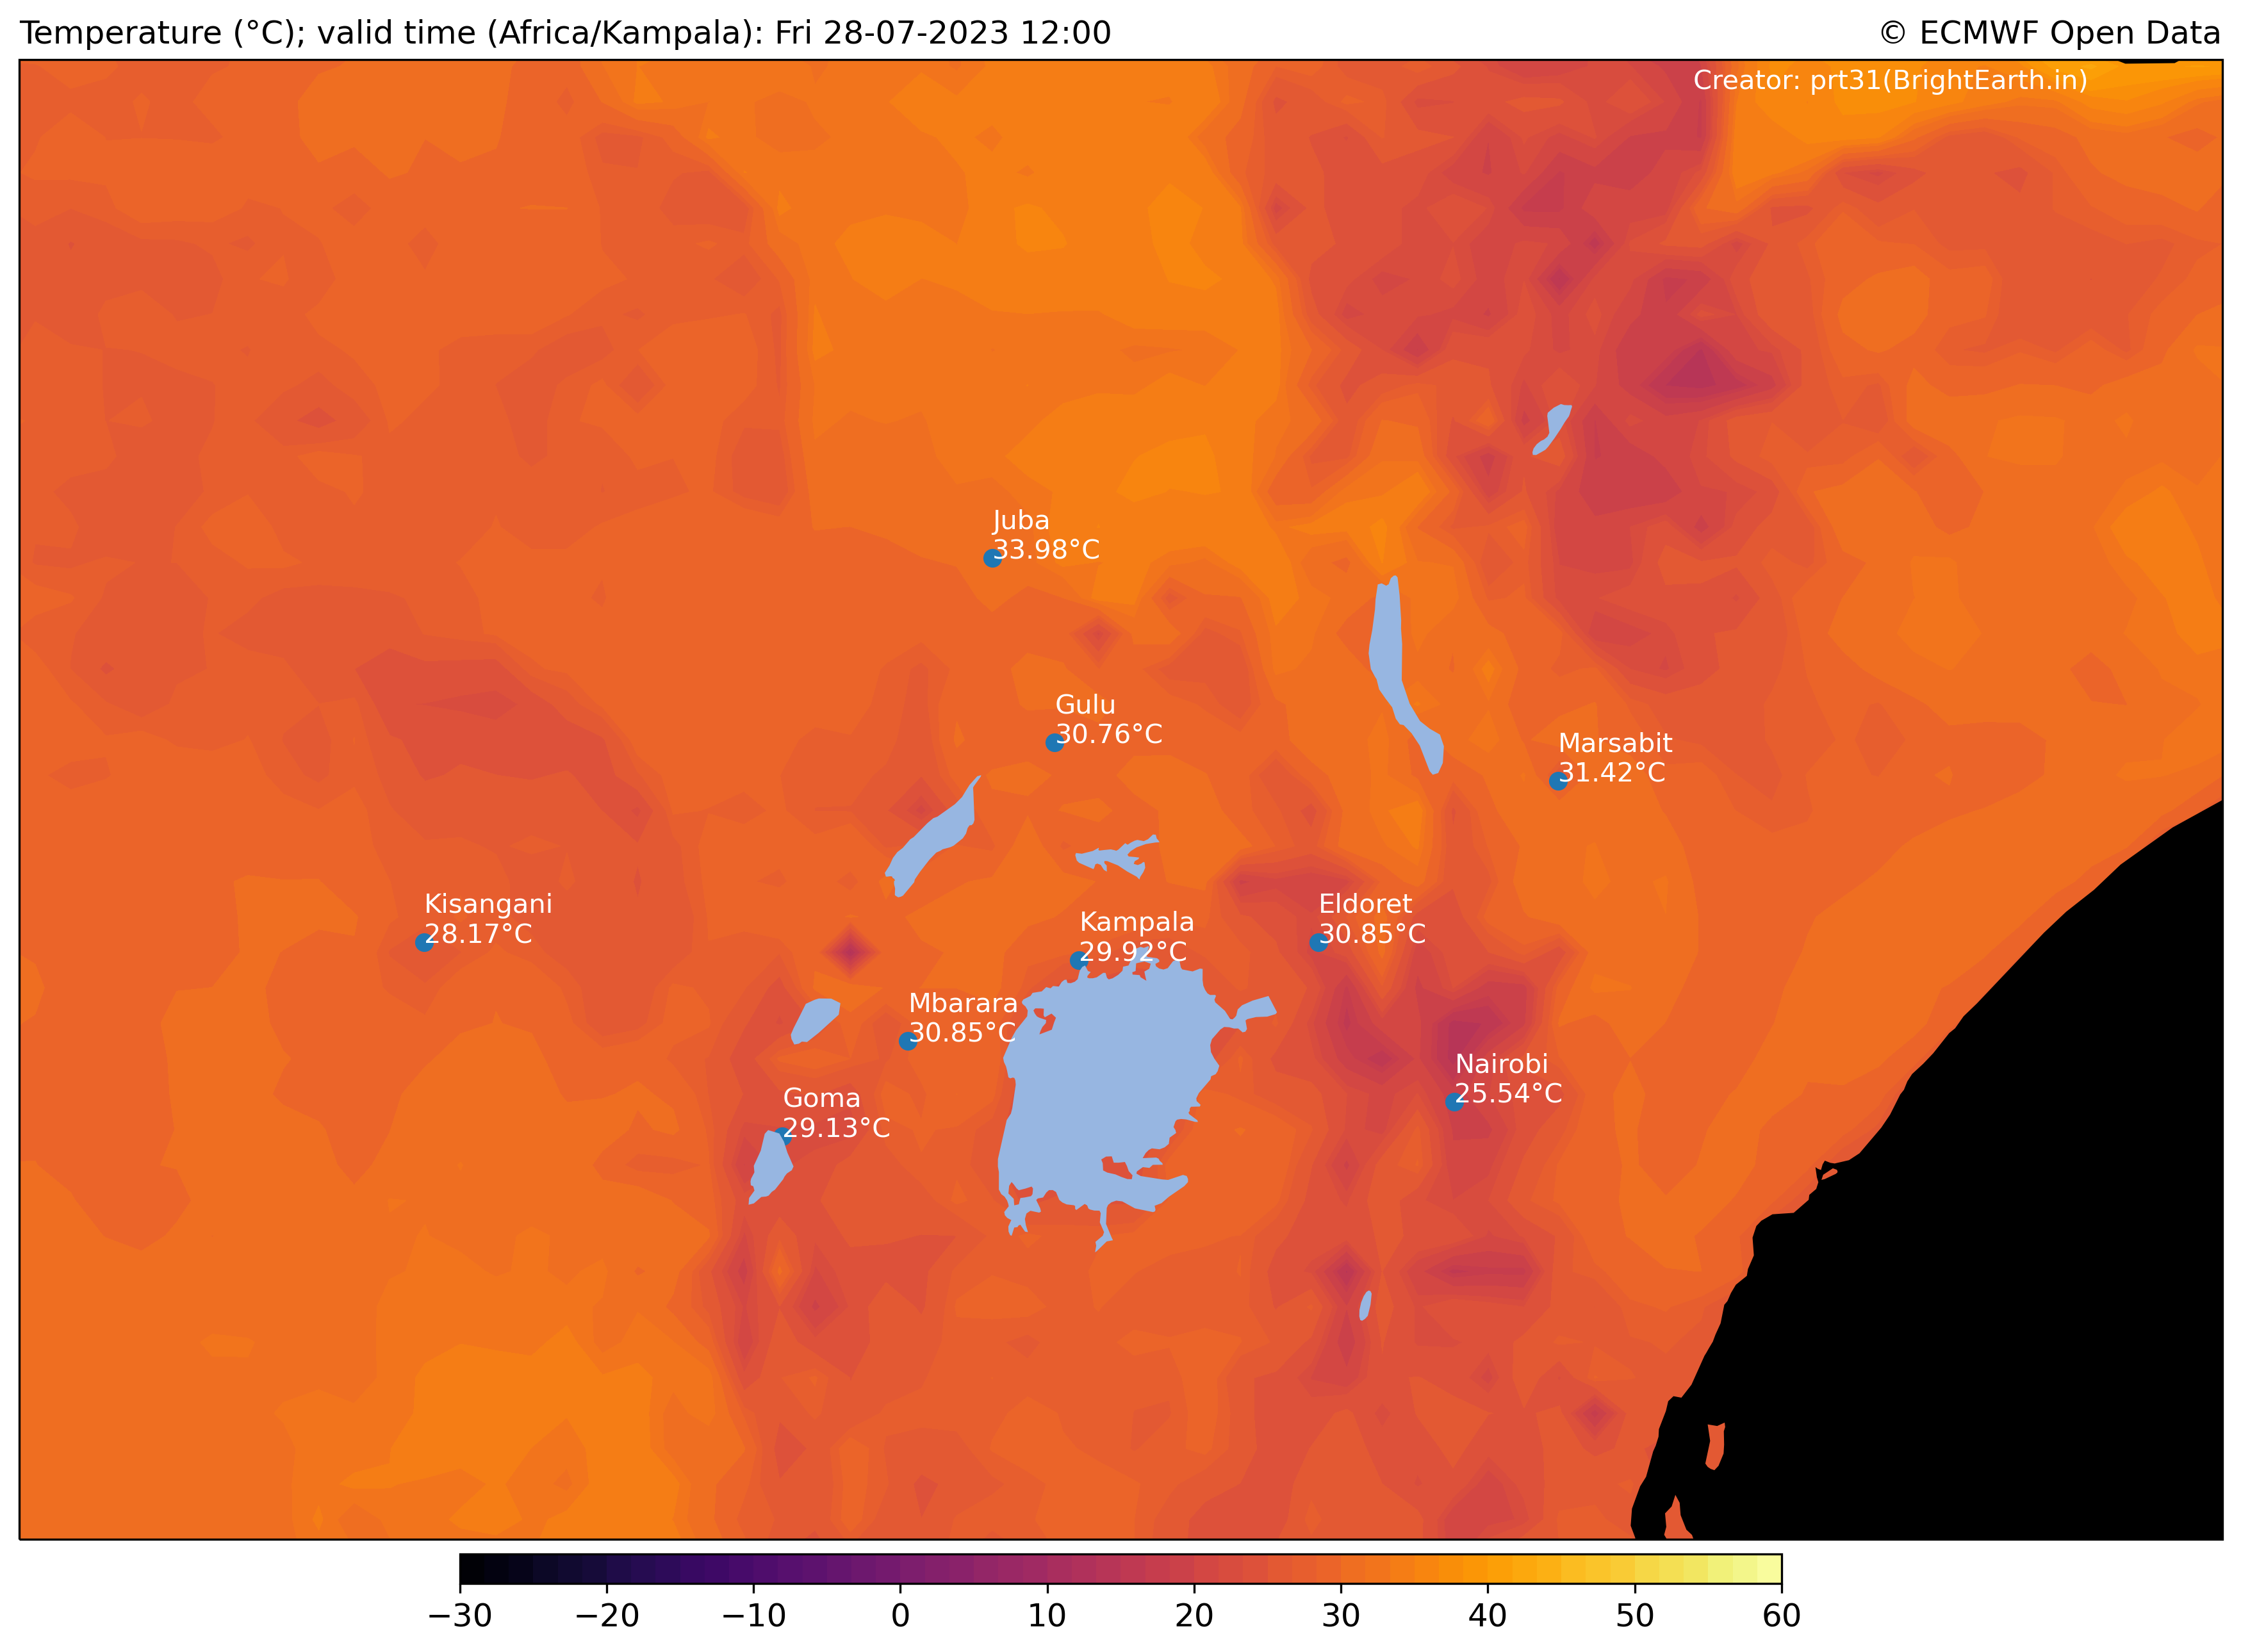 Temperature (°C); valid time (Africa/Kampala): Fri 28-07-2023 12:00
© ECMWF Open Data
Creator: prt31(BrightEarth.in)
Juba
33.98°C
Gulu
30.76°C
Marsabit
31.42°C
Kisangani
28.17°C
Eldoret
30.85°C
Kampala
29.92°C
Mbarara
30.85°C
Nairobi
25.54°C
Goma
29.13°C
−30 −20 −10 0 10 20 30 40 50 60